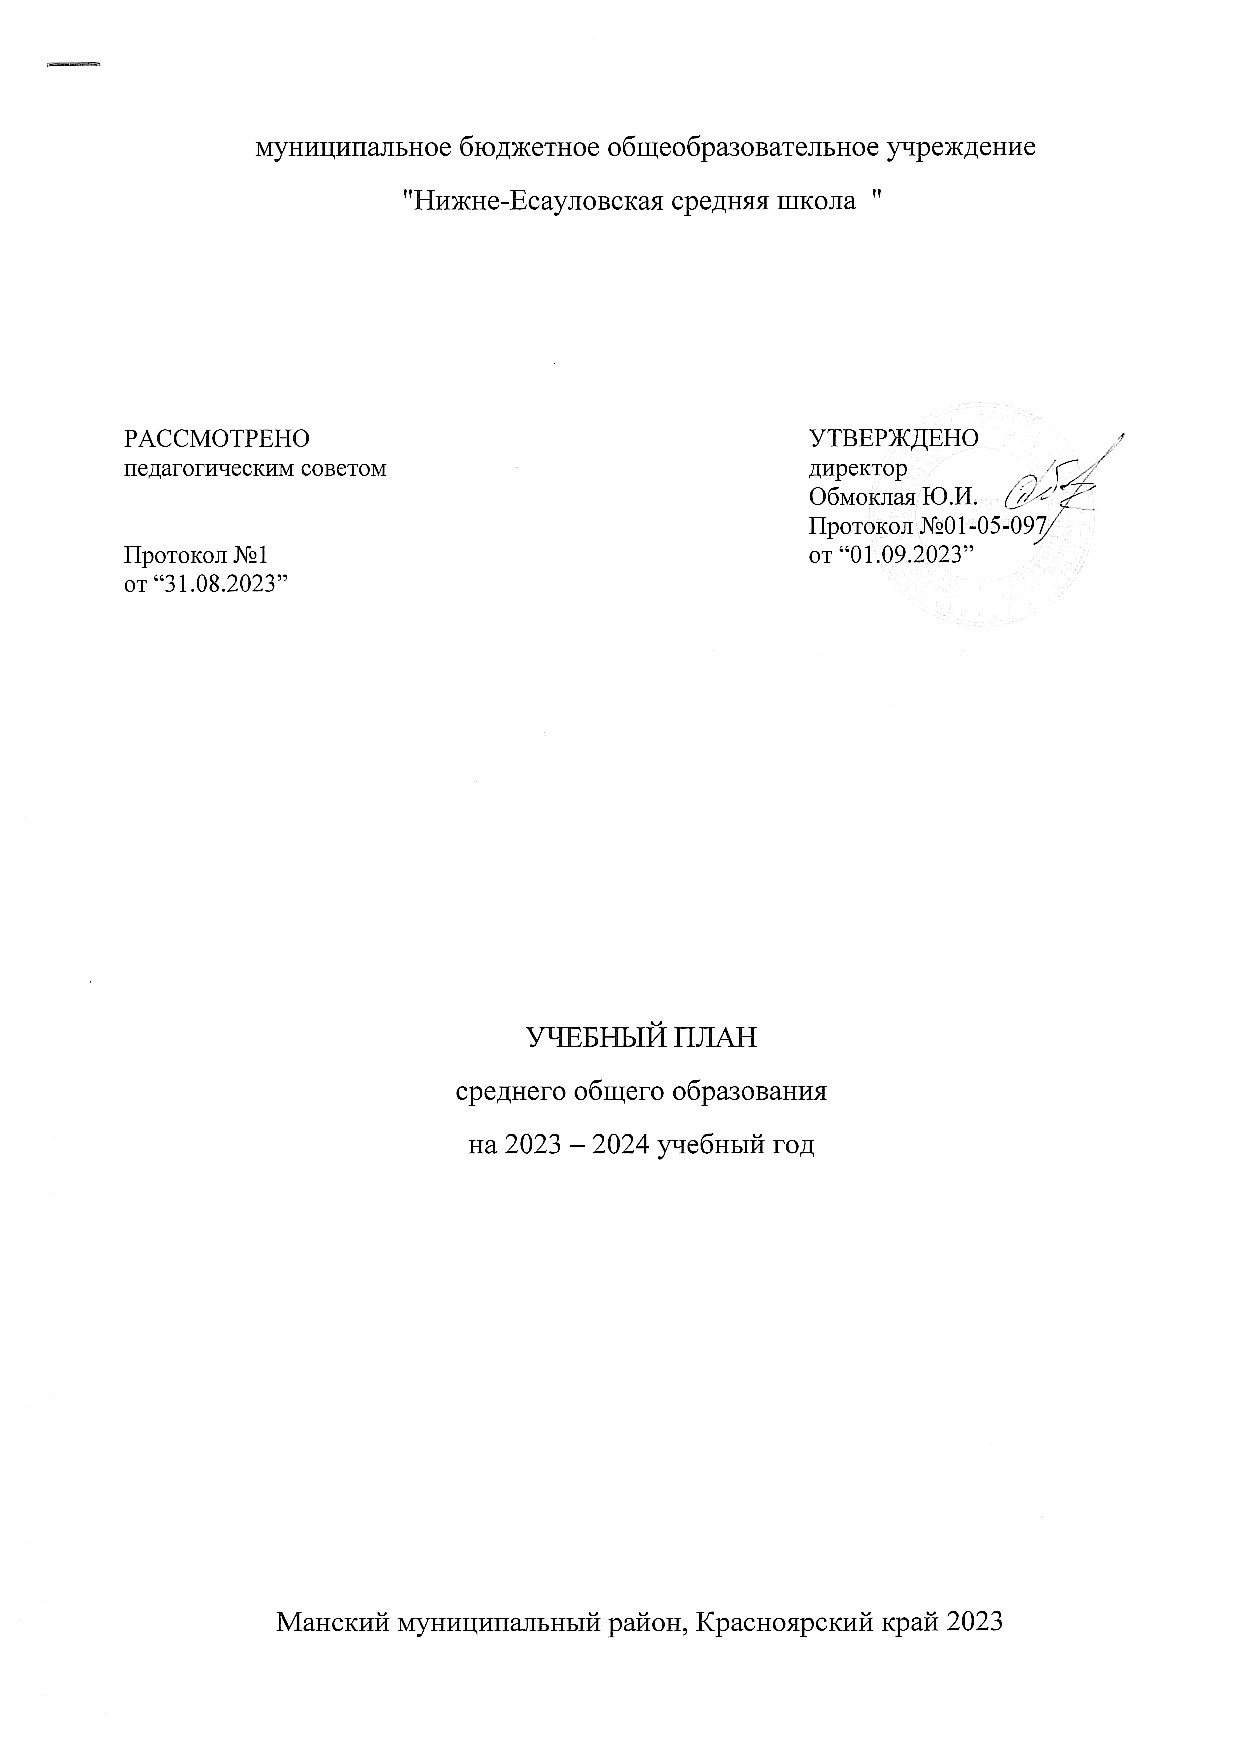 муниципальное бюджетное общеобразовательное учреждение
"Нижне-Есауловская средняя школа "
РАССМОТРЕНО
педагогическим советом
Протокол №1
от “31.08.2023”
УТВЕРЖДЕНО
директор
Обмоклая Ю.И.
Протокол №01-05-097
от “01.09.2023”
УЧЕБНЫЙ ПЛАН
среднего общего образования
на 2023 – 2024 учебный год
Манский муниципальный район, Красноярский край 2023